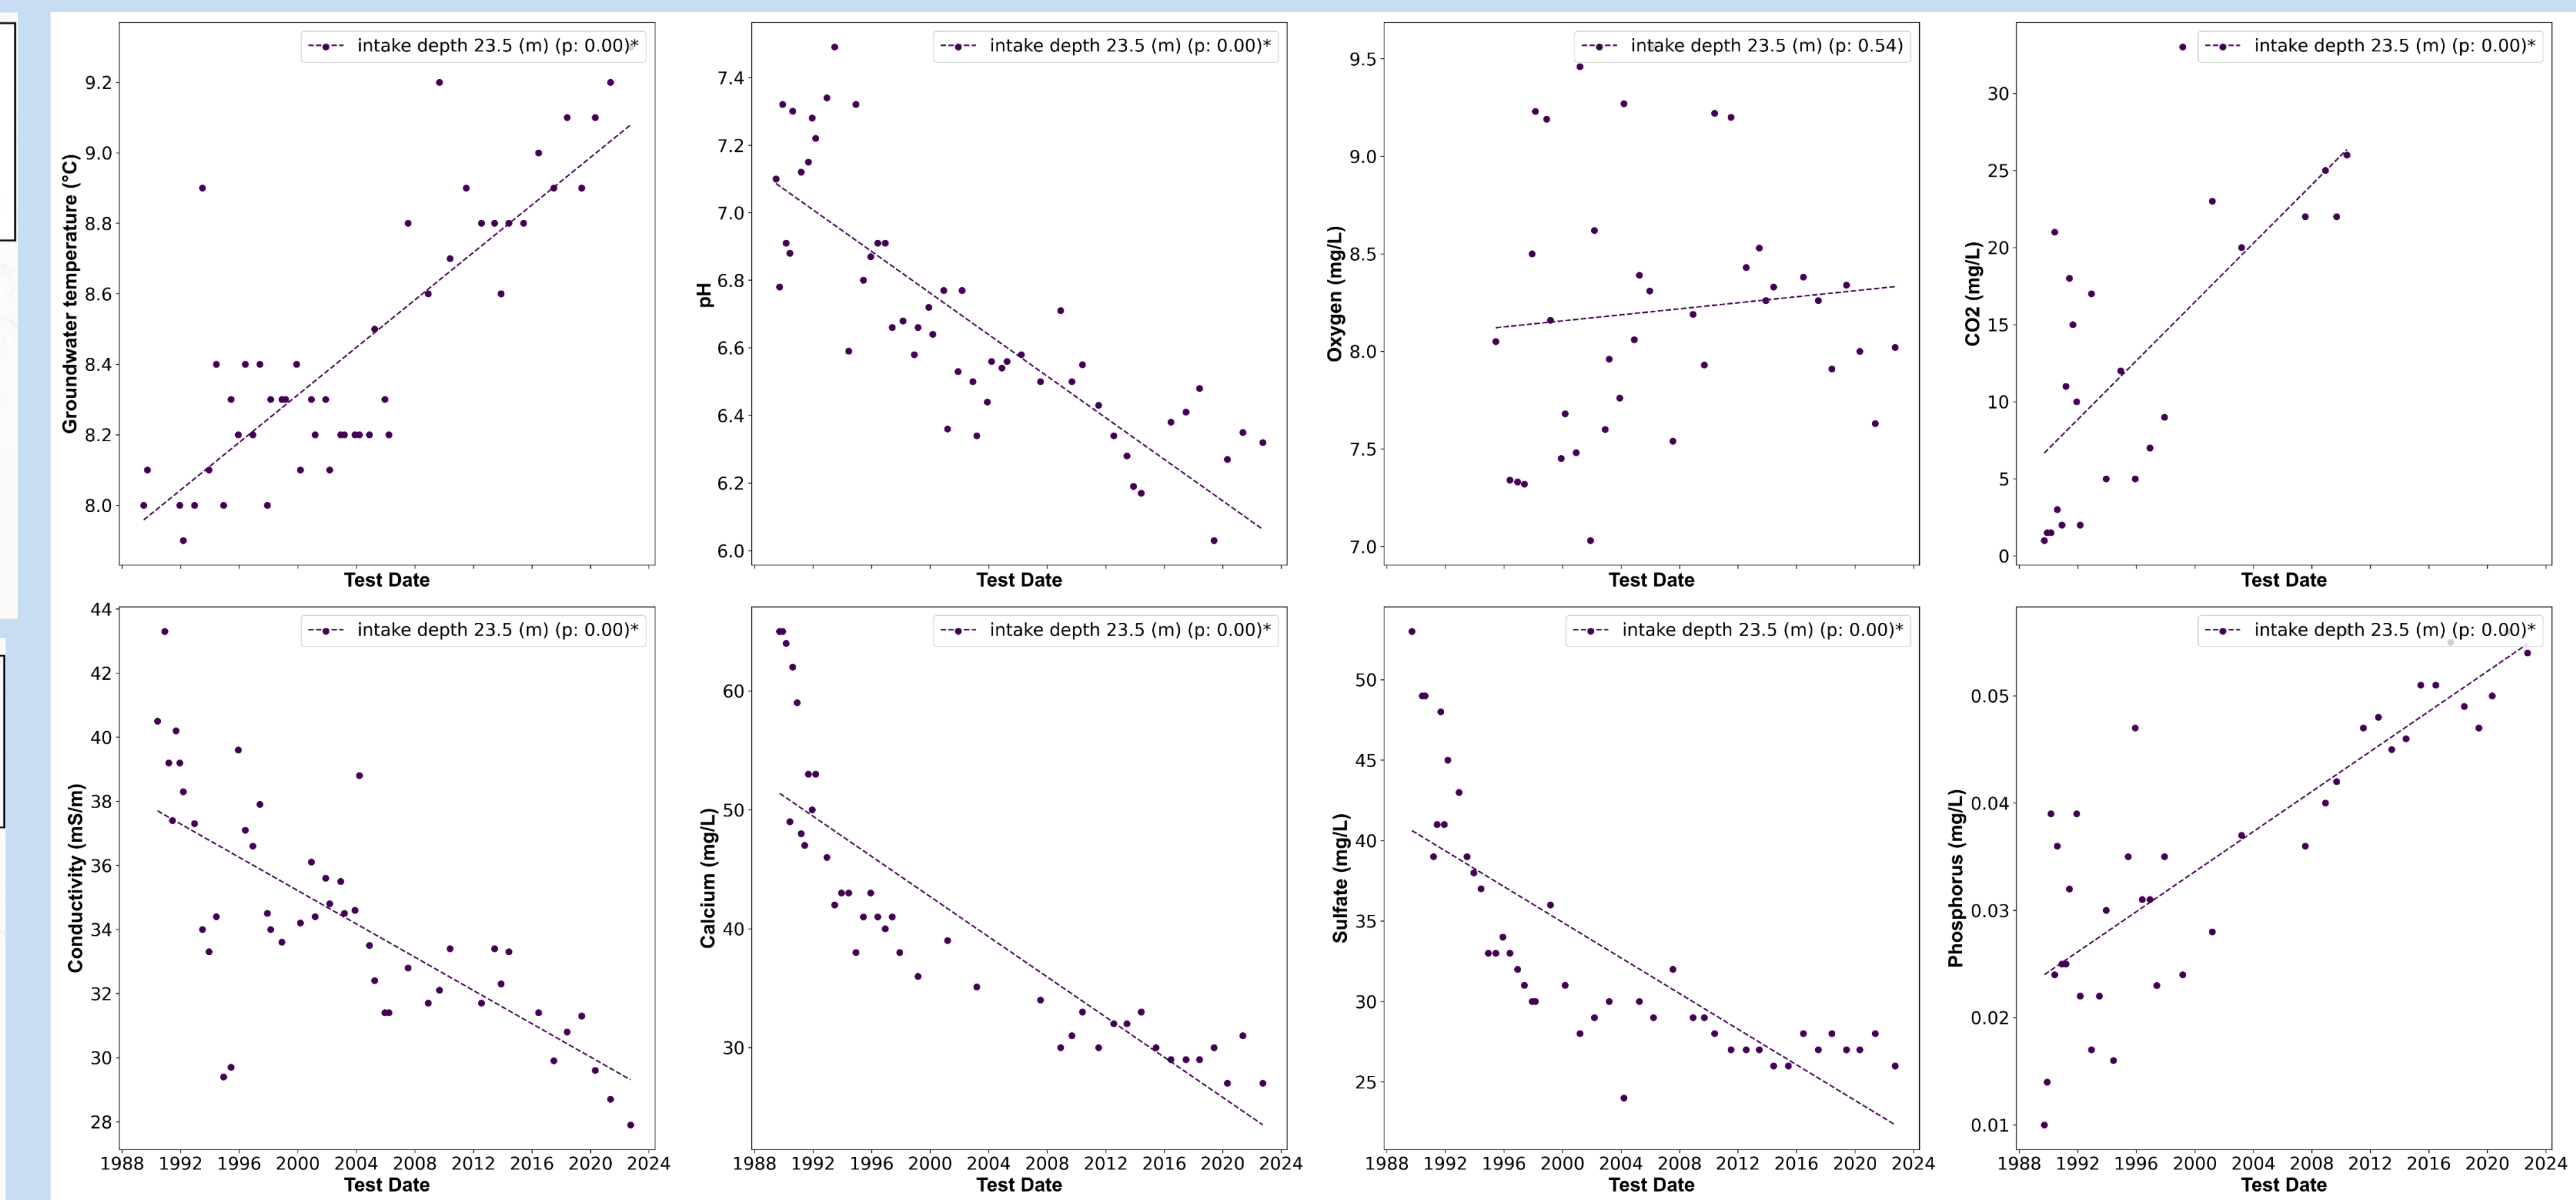 intake depth 23.5 (m) (p: 0.00)*
9.2
9.0
8.8
8.6
8.4
8.2
8.0
Groundwater temperature (°C)
Test Date
intake depth 23.5 (m) (p: 0.00)*
7.4
7.2
7.0
6.8
6.6
6.4
6.2
6.0
pH
Test Date
intake depth 23.5 (m) (p: 0.54)
9.5
9.0
8.5
8.0
7.5
7.0
Oxygen (mg/L)
Test Date
intake depth 23.5 (m) (p: 0.00)*
30
25
20
15
10
5
0
CO2 (mg/L)
Test Date
intake depth 23.5 (m) (p: 0.00)*
44
42
40
38
36
34
32
30
28
Conductivity (mS/m)
1988 1992 1996 2000 2004 2008 2012 2016 2020 2024
Test Date
intake depth 23.5 (m) (p: 0.00)*
60
50
40
30
Calcium (mg/L)
1988 1992 1996 2000 2004 2008 2012 2016 2020 2024
Test Date
intake depth 23.5 (m) (p: 0.00)*
50
45
40
35
30
25
Sulfate (mg/L)
1988 1992 1996 2000 2004 2008 2012 2016 2020 2024
Test Date
intake depth 23.5 (m) (p: 0.00)*
0.05
0.04
0.03
0.02
0.01
Phosphorus (mg/L)
1988 1992 1996 2000 2004 2008 2012 2016 2020 2024
Test Date